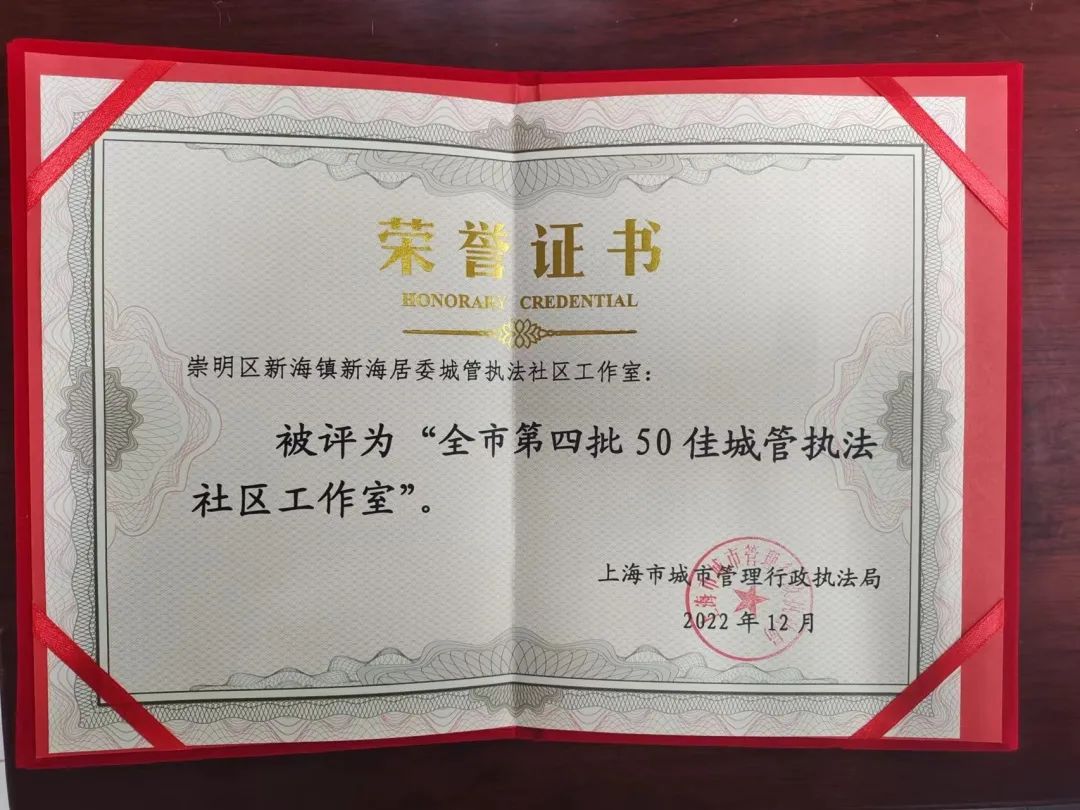 荣誉证书
HONORARY CREDENTIAL
崇明区新海镇新海居委城管执法社区工作室：
被评为“全市第四批50佳城管执法
社区工作室”。
上海市城市管理行政执法局
2022年12月